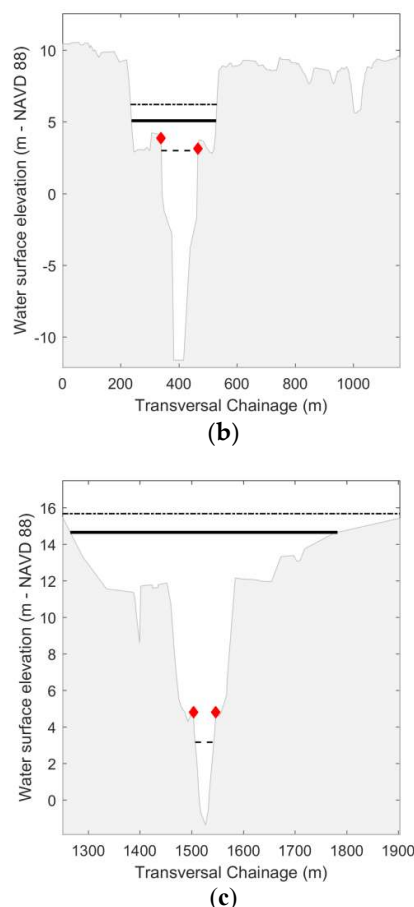 10
5
0
-5
-10
Water surface elevation (m - NAVD 88)
0 200 400 600 800 1000
Transversal Chainage (m)
(b)
16
14
12
10
8
6
4
2
0
Water surface elevation (m - NAVD 88)
1300 1400 1500 1600 1700 1800 1900
Transversal Chainage (m)
(c)